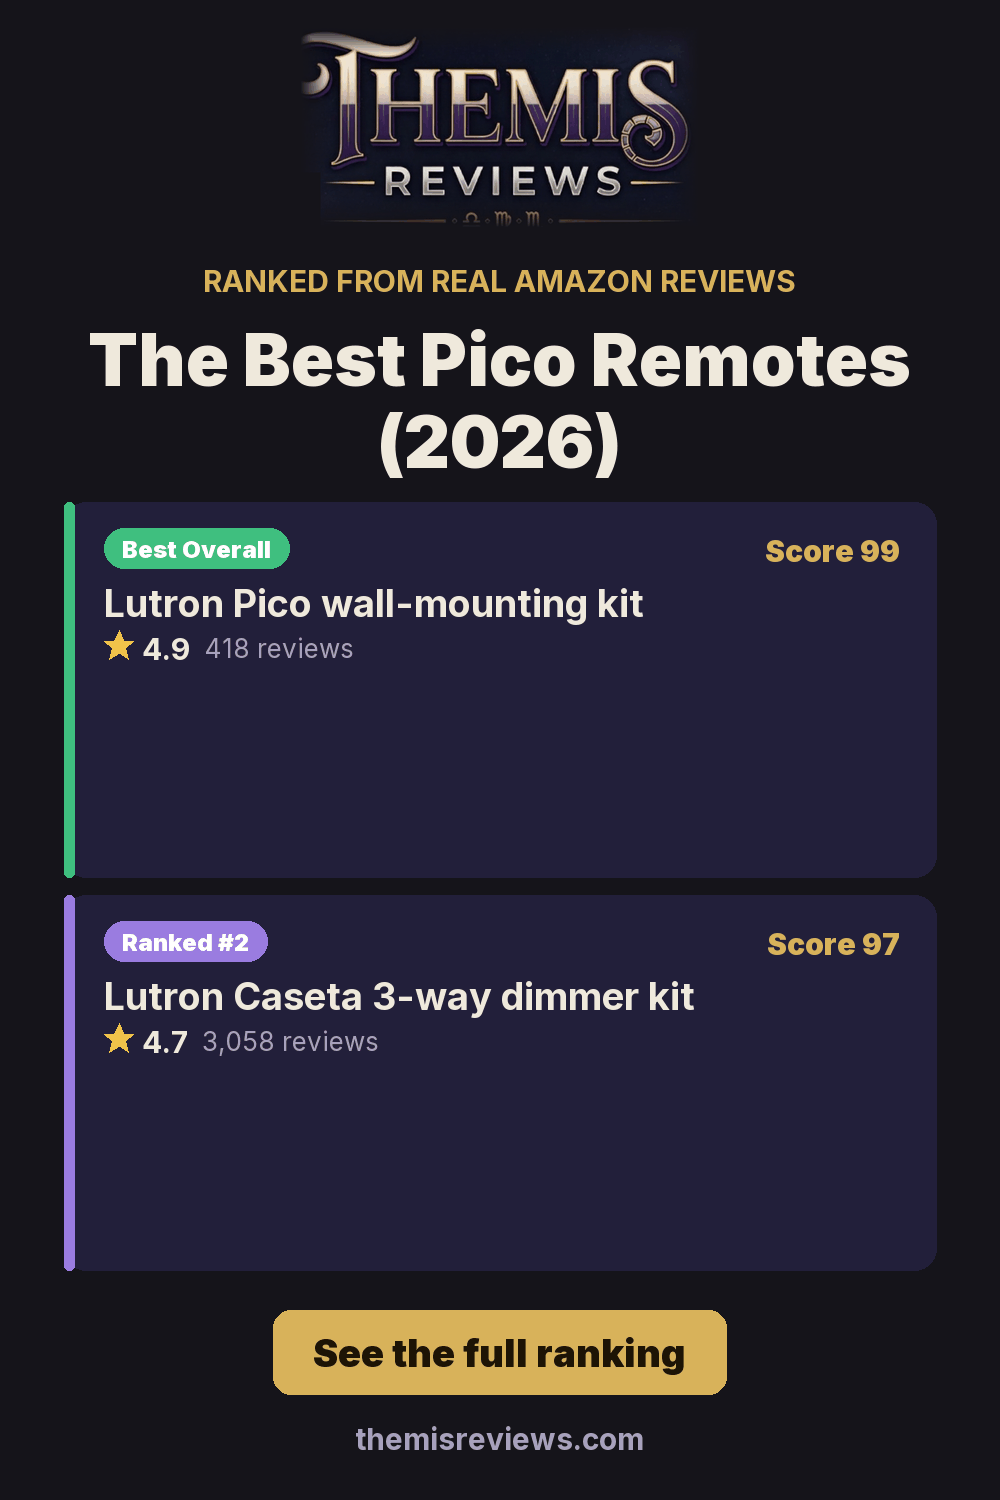 THEMIS
REVIEWS
♎ ♍ ♏
RANKED FROM REAL AMAZON REVIEWS
The Best Pico Remotes
(2026)
Best Overall
Score 99
Lutron Pico wall-mounting kit
★ 4.9 418 reviews
Ranked #2
Score 97
Lutron Caseta 3-way dimmer kit
★ 4.7 3,058 reviews
See the full ranking
themisreviews.com